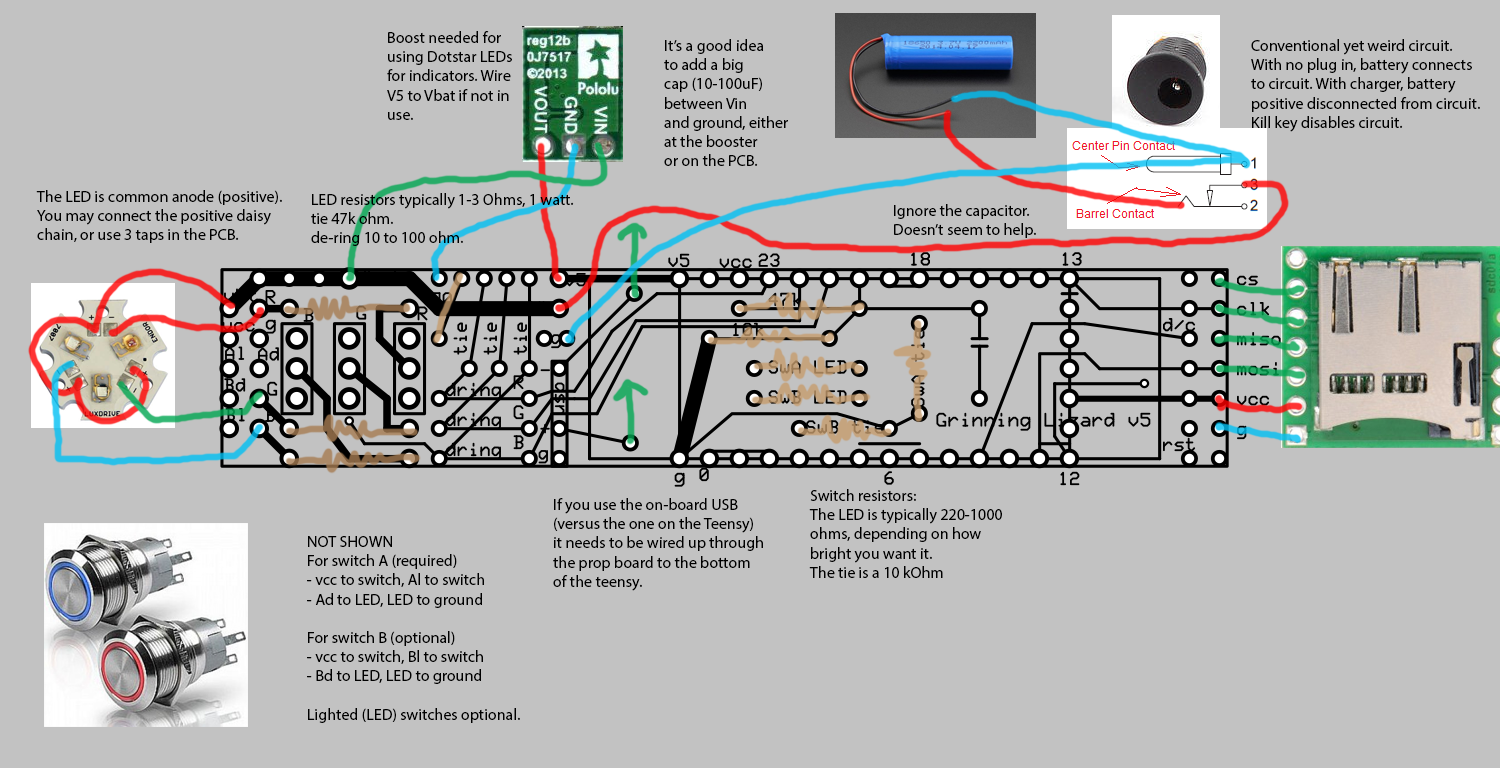 Boost needed for
using Dotstar LEDs
for indicators. Wire
V5 to Vbat if not in
use.
reg12b
0J7517
©2013
Pololu
VOUT
GND
VIN
It's a good idea
to add a big
cap (10-100uF)
between Vin
and ground, either
at the booster
or on the PCB.
Conventional yet weird circuit.
With no plug in, battery connects
to circuit. With charger, battery
positive disconnected from circuit.
Kill key disables circuit.
Center Pin Contact
Barrel Contact
1
3
2
The LED is common anode (positive).
You may connect the positive daisy
chain, or use 3 taps in the PCB.
LED resistors typically 1-3 Ohms, 1 watt.
tie 47k ohm.
de-ring 10 to 100 ohm.
Ignore the capacitor.
Doesn't seem to help.
v5 vcc 23 18 13
v5
R
vcc g
B G R
Al Ad
Bd
G
Bl
tie tie tie
dring R
dring G
dring B
g
g
47k
10k
SwA LED
SwB LED
SwB tie
SwA tie
Grinning Lizard v5
d/c
rst
cs
clk
miso
mosi
vcc
g
g 0 6 12
LUXDRIVE
ENDOR
If you use the on-board USB
(versus the one on the Teensy)
it needs to be wired up through
the prop board to the bottom
of the teensy.
Switch resistors:
The LED is typically 220-1000
ohms, depending on how
bright you want it.
The tie is a 10 kOhm
NOT SHOWN
For switch A (required)
- vcc to switch, Al to switch
- Ad to LED, LED to ground
For switch B (optional)
- vcc to switch, Bl to switch
- Bd to LED, LED to ground
Lighted (LED) switches optional.